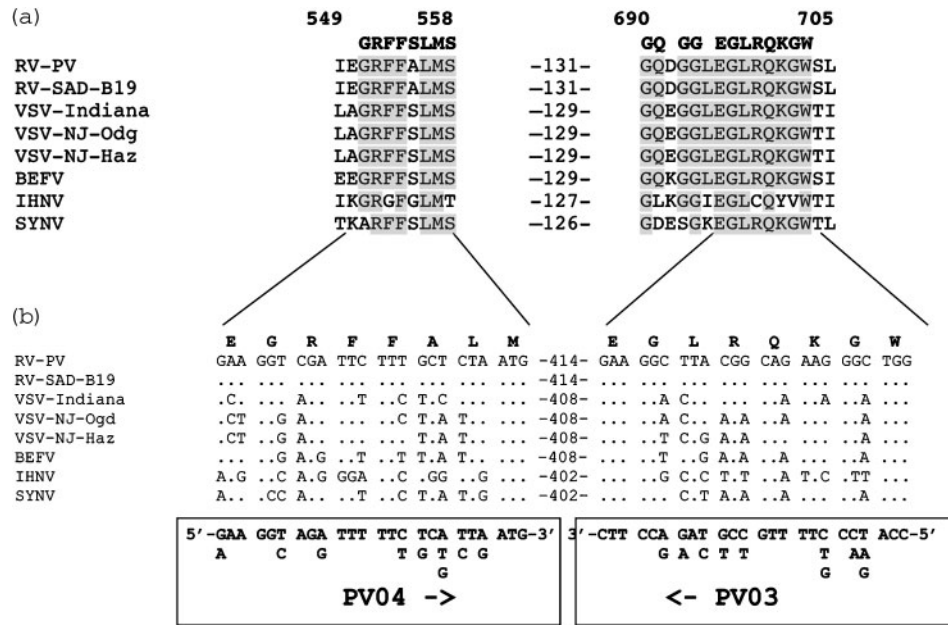 (a) 549 558 690 705
GRFFSLMS GQ GG EGLRQKGW
RV-PV IEGRFFALMS -131- GQDGGLEGLRQKGWSL
RV-SAD-B19 IEGRFFALMS -131- GQDGGLEGLRQKGWSL
VSV-Indiana LAGRFFSLMS -129- GQEGGLEGLRQKGWTI
VSV-NJ-Odg LAGRFFSLMS -129- GQEGGLEGLRQKGWTI
VSV-NJ-Haz LAGRFFSLMS -129- GQEGGLEGLRQKGWTI
BEFV EEGRFFSLMS -129- GQKGGLEGLRQKGWSI
IHNV IKGRGFGLMT -127- GLKGGIEGLCQYVWTI
SYNV TKARFFSLMS -126- GDESGKEGLRQKGWTL
(b) E G R F F A L M E G L R Q K G W
RV-PV GAA GGT CGA TTC TTT GCT CTA ATG -414- GAA GGC TTA CGG CAG AAG GGC TGG
RV-SAD-B19 ... ... ... ... ... ... ... ... -414- ... ... ... ... ... ... ... ...
VSV-Indiana .C. ... A.. ..T ..C T.C ... ... -408- ... ..A C.. ... ..A ..A ..A ...
VSV-NJ-Ogd .CT ..G A.. ... ..C T.A T.. ... -408- ... ..A C.. A.A ..A ... ..A ...
VSV-NJ-Haz .CT ..G A.. ... ... T.A T.. ... -408- ... ..T C.G A.A ... ... ..A ...
BEFV ... ..G A.G ..T ..T T.A T.. ... -408- ... ..T ..G A.A ..A ... ..A ...
IHNV A.G ..C A.G GGA ..C .GG ..G ... -402- ... ..G C.C T.T ..A T.C .TT ...
SYNV A.. .CC A.. ..T ..C T.A T.G ... -402- ... ... C.T A.A ..A ... ..A ...
5'-GAA GGT AGA TTT TTC TCA TTA ATG-3' 3'-CTT CCA GAT GCC GTT TTC CCT ACC-5'
A C G T G T C G G A C T T T A A
G G G
PV04 -> <- PV03